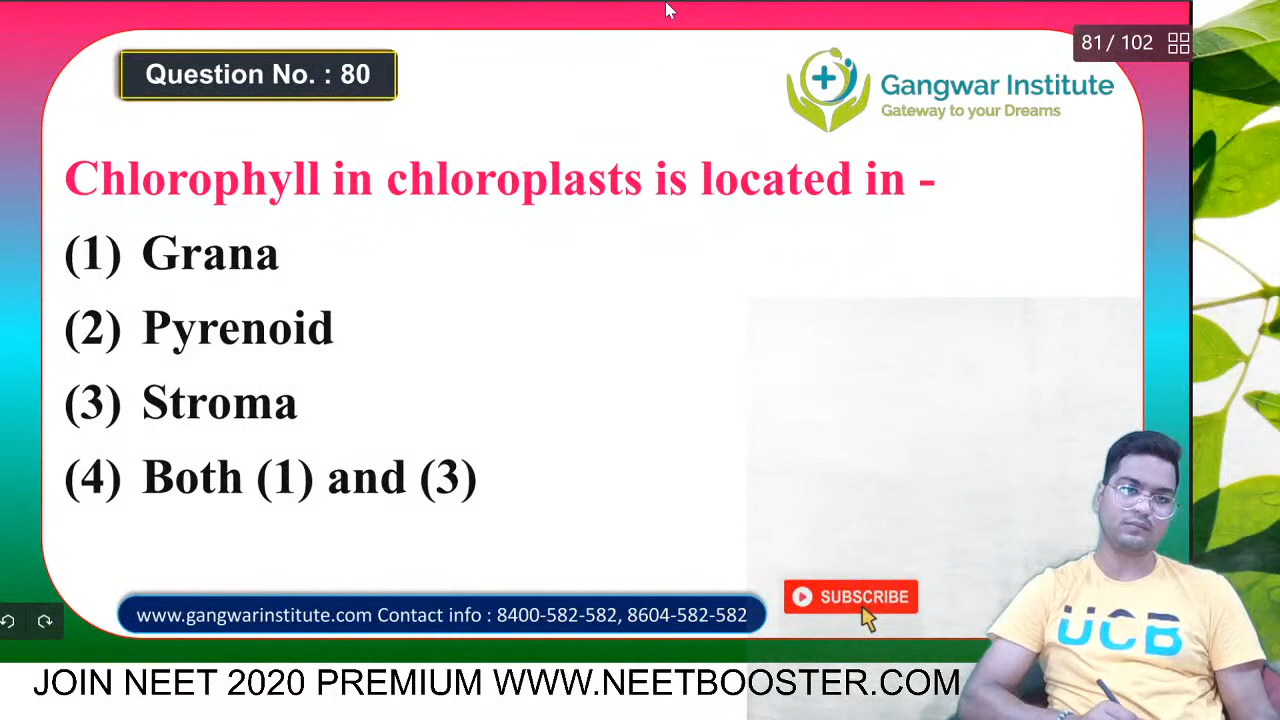 81 / 102
Question No. : 80
Gangwar Institute
Gateway to your Dreams
Chlorophyll in chloroplasts is located in -
(1) Grana
(2) Pyrenoid
(3) Stroma
(4) Both (1) and (3)
www.gangwarinstitute.com Contact info : 8400-582-582, 8604-582-582
SUBSCRIBE
UCB
JOIN NEET 2020 PREMIUM WWW.NEETBOOSTER.COM